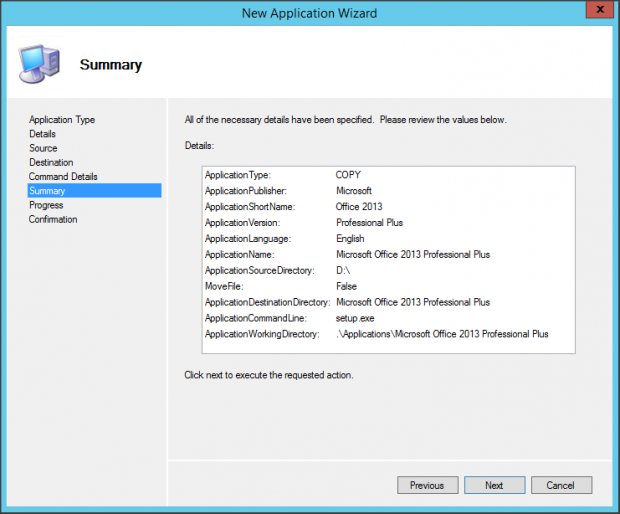 New Application Wizard
x
Summary
Application Type
Details
Source
Destination
Command Details
Summary
Progress
Confirmation
All of the necessary details have been specified. Please review the values below.
Details:
ApplicationType: COPY
ApplicationPublisher: Microsoft
ApplicationShortName: Office 2013
ApplicationVersion: Professional Plus
ApplicationLanguage: English
ApplicationName: Microsoft Office 2013 Professional Plus
ApplicationSourceDirectory: D:\
MoveFile: False
ApplicationDestinationDirectory: Microsoft Office 2013 Professional Plus
ApplicationCommandLine: setup.exe
ApplicationWorkingDirectory: .\Applications\Microsoft Office 2013 Professional Plus
Click next to execute the requested action.
Previous Next Cancel